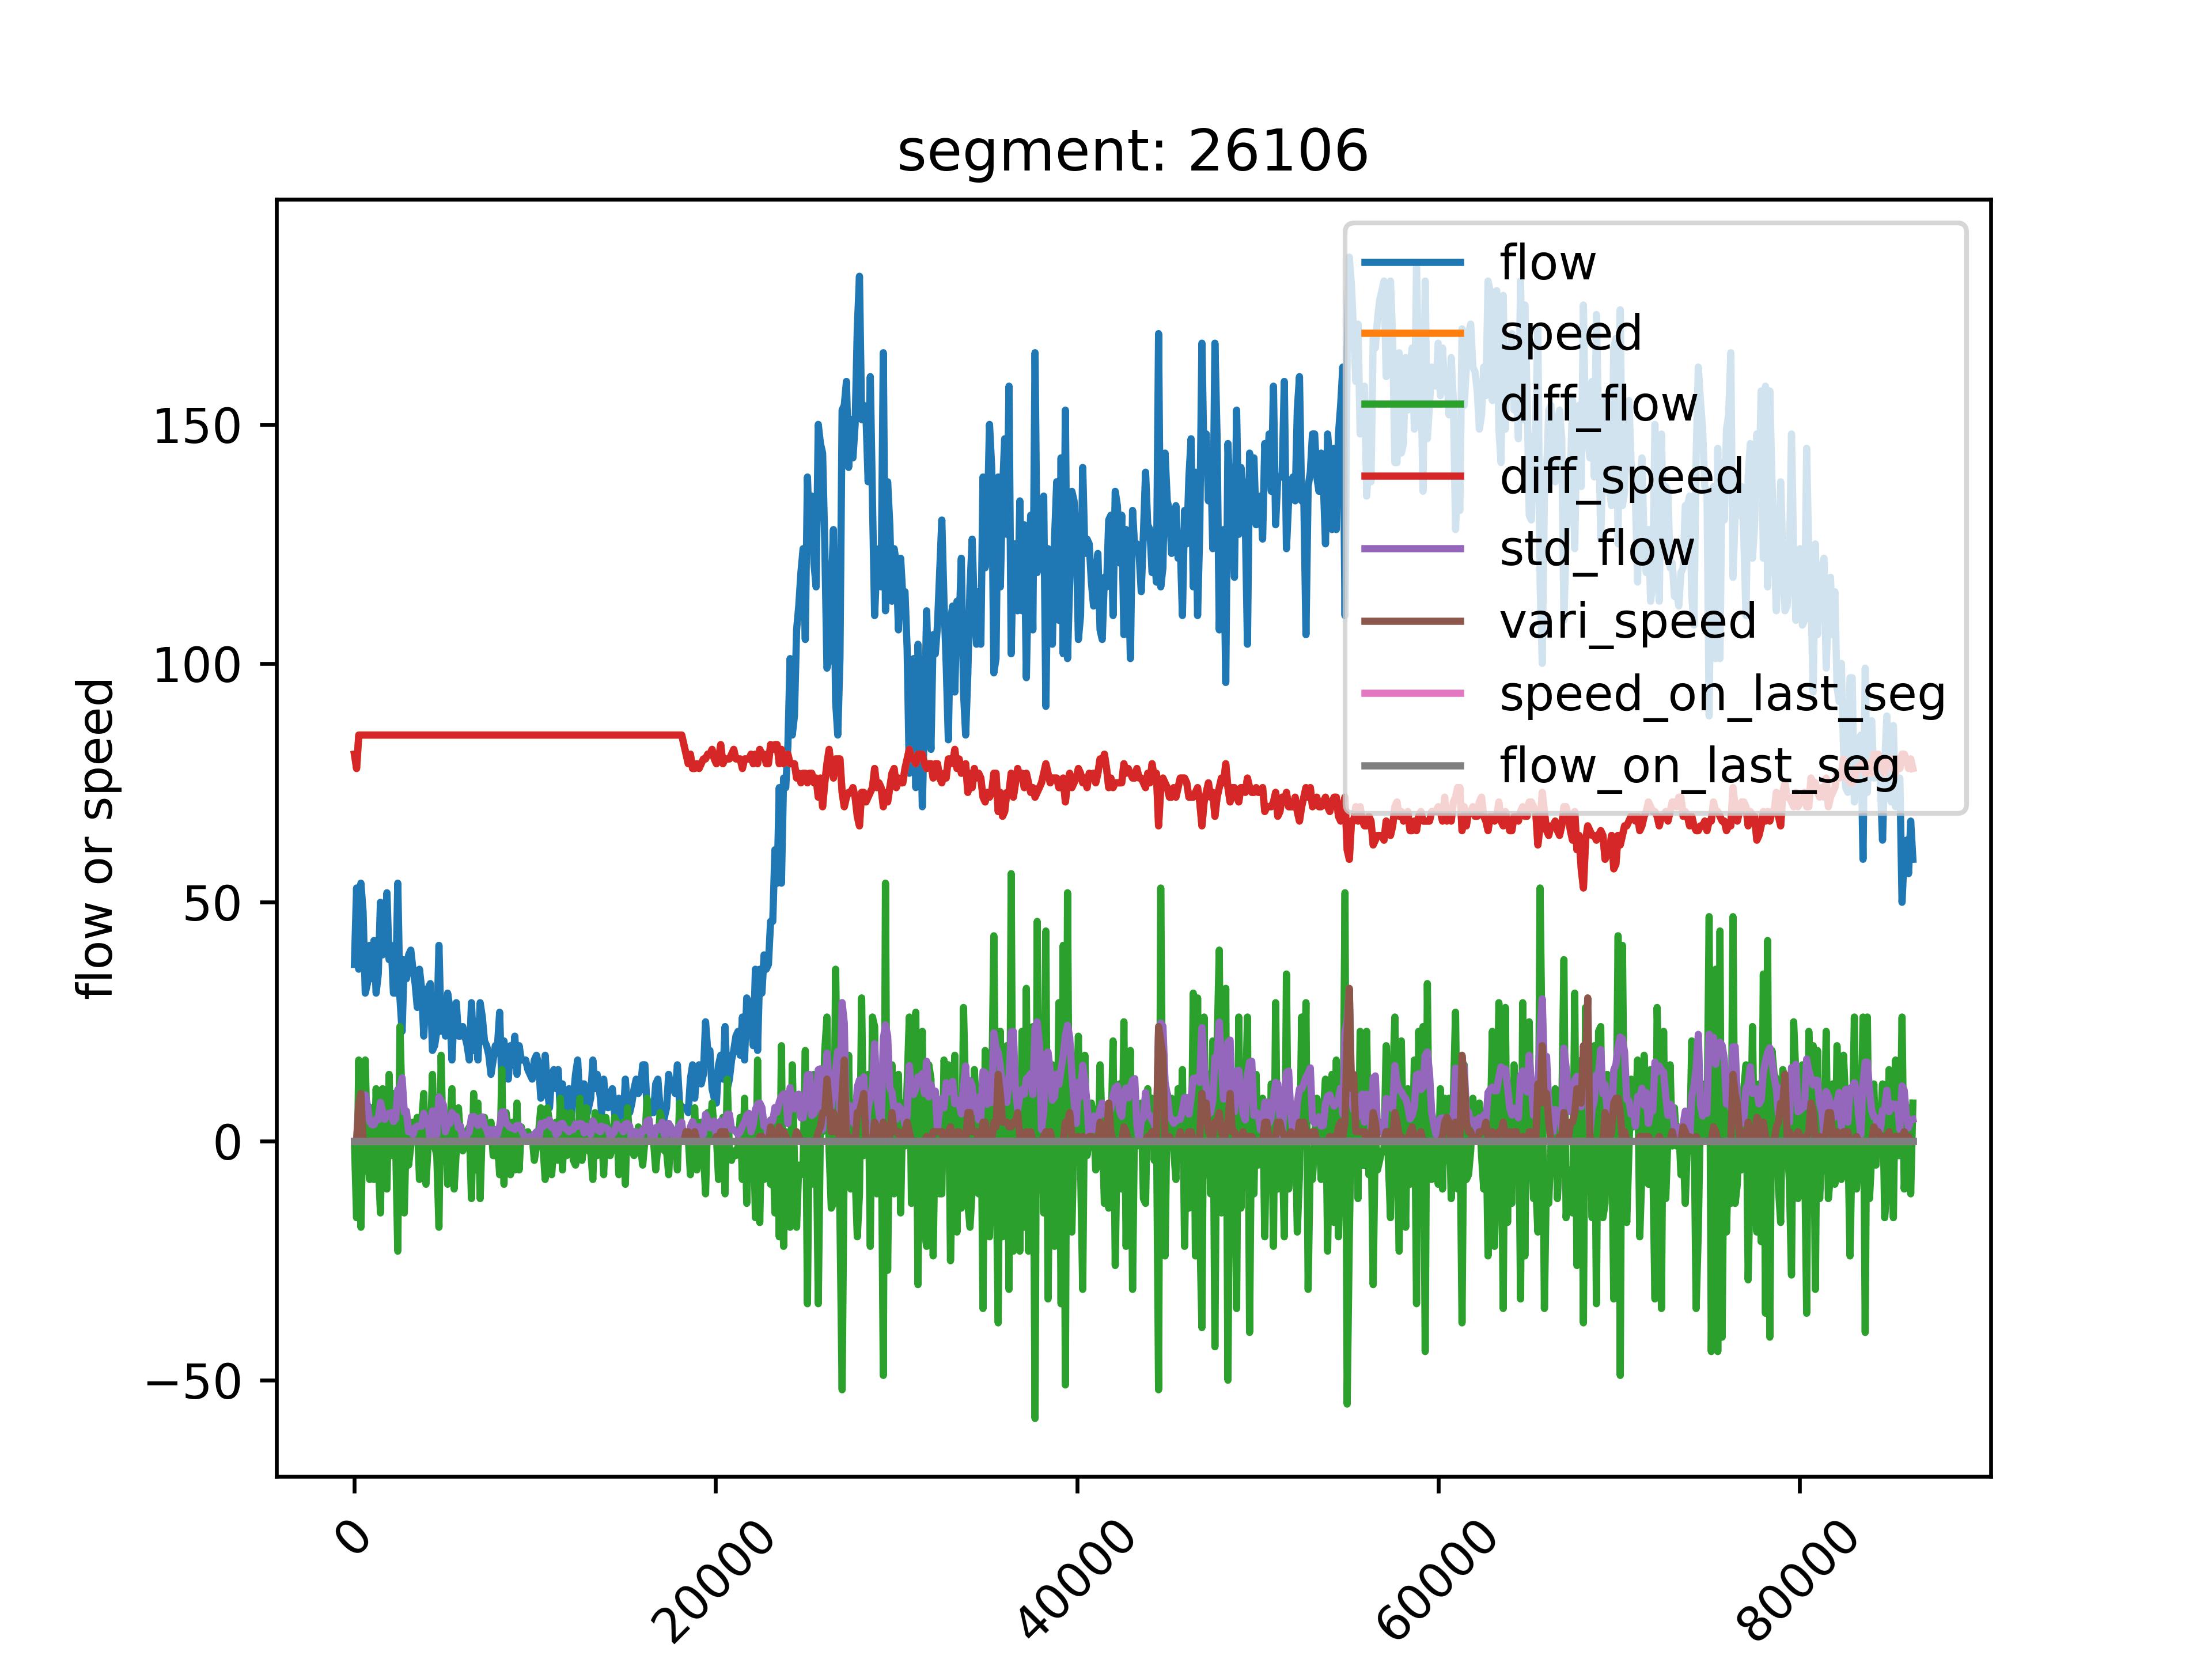 segment: 26106
flow or speed
150
100
50
0
−50
0
20000
40000
60000
80000
flow
speed
diff_flow
diff_speed
std_flow
vari_speed
speed_on_last_seg
flow_on_last_seg